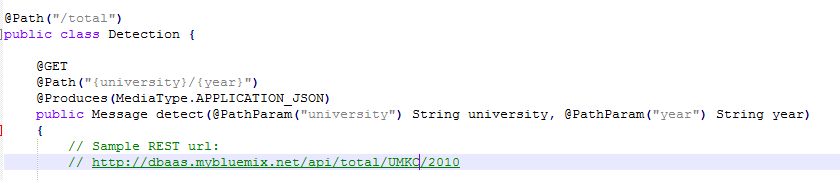 @Path("/total")
public class Detection {
@GET
@Path("{university}/{year}")
@Produces(MediaType.APPLICATION_JSON)
public Message detect(@PathParam("university") String university, @PathParam("year") String year)
{
// Sample REST url:
// http://dbaas.mybluemix.net/api/total/UMKC/2010